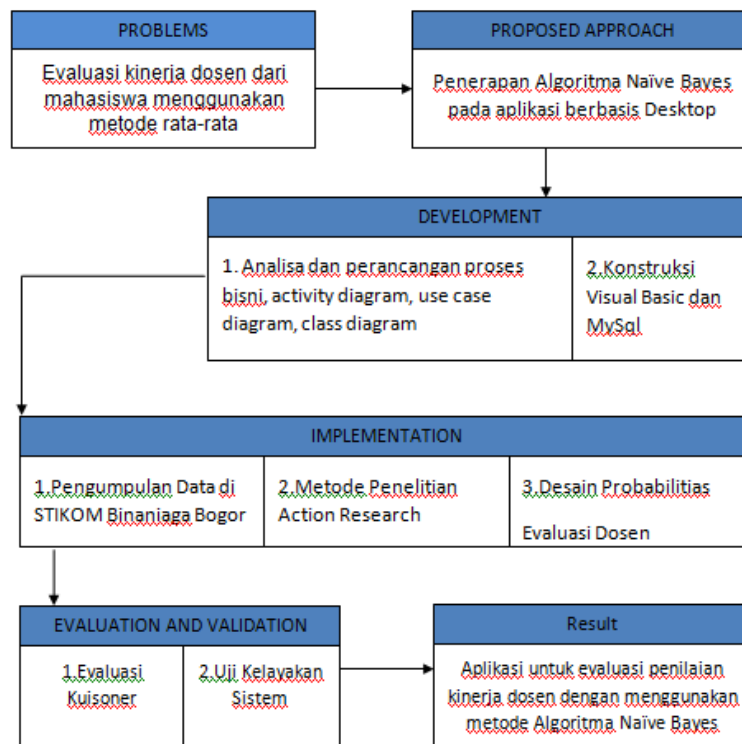 PROBLEMS
Evaluasi kinerja dosen dari
mahasiswa menggunakan
metode rata-rata
PROPOSED APPROACH
Penerapan Algoritma Naïve Bayes
pada aplikasi berbasis Desktop
DEVELOPMENT
1. Analisa dan perancangan proses
bisni, activity diagram, use case
diagram, class diagram
2.Konstruksi
Visual Basic dan
MySql
IMPLEMENTATION
1.Pengumpulan Data di
STIKOM Binaniaga Bogor
2.Metode Penelitian
Action Research
3.Desain Probabilitias
Evaluasi Dosen
EVALUATION AND VALIDATION
1.Evaluasi
Kuisoner
2.Uji Kelayakan
Sistem
Result
Aplikasi untuk evaluasi penilaian
kinerja dosen dengan menggunakan
metode Algoritma Naïve Bayes